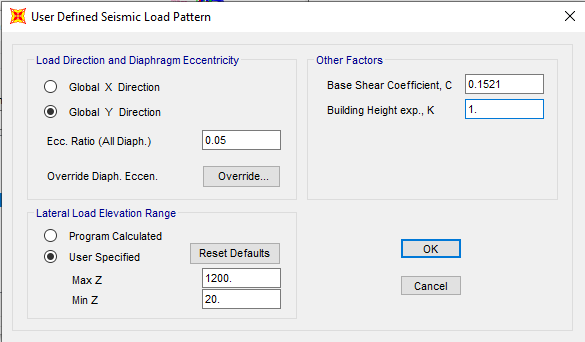 User Defined Seismic Load Pattern
Load Direction and Diaphragm Eccentricity
Global X Direction
Global Y Direction
Ecc. Ratio (All Diaph.)
0.05
Override Diaph. Eccen.
Override...
Other Factors
Base Shear Coefficient, C
0.1521
Building Height exp., K
1.
Lateral Load Elevation Range
Program Calculated
User Specified
Reset Defaults
Max Z
1200.
Min Z
20.
OK
Cancel